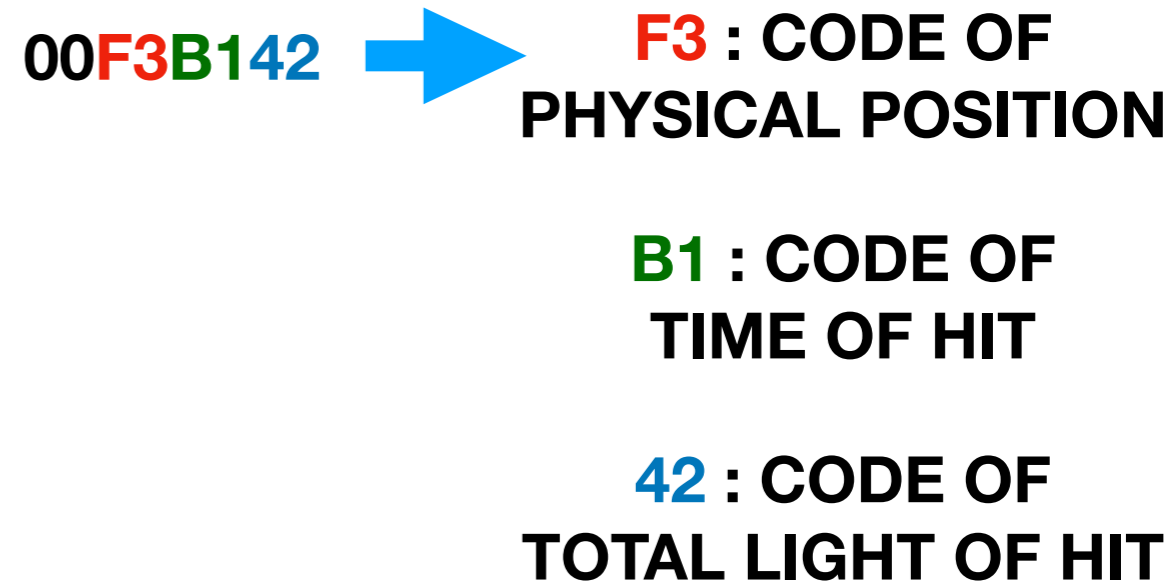 00F3B142
F3 : CODE OF
PHYSICAL POSITION
B1 : CODE OF
TIME OF HIT
42 : CODE OF
TOTAL LIGHT OF HIT